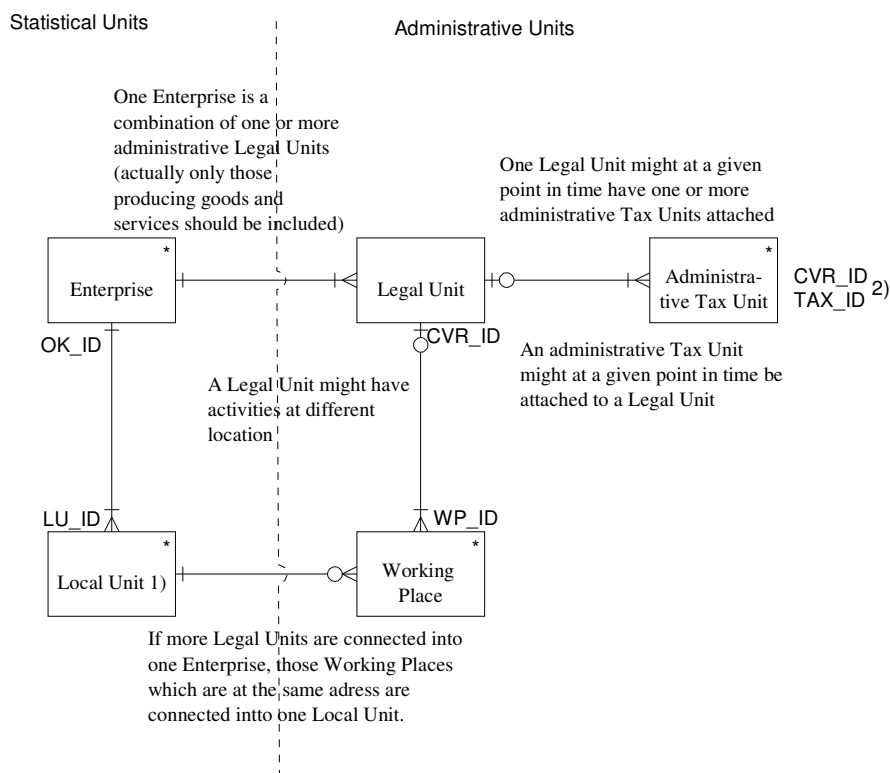 Statistical Units
Administrative Units
One Enterprise is a
combination of one or more
administrative Legal Units
(actually only those
producing goods and
services should be included)
One Legal Unit might at a given
point in time have one or more
administrative Tax Units attached
*
Enterprise
Legal Unit
*
Administra-
tive Tax Unit
CVR_ID
TAX_ID 2)
OK_ID
CVR_ID
An administrative Tax Unit
might at a given point in time be
attached to a Legal Unit
A Legal Unit might have
activities at different
location
LU_ID
WP_ID
*
Local Unit 1)
*
Working
Place
If more Legal Units are connected into
one Enterprise, those Working Places
which are at the same adress are
connected intto one Local Unit.